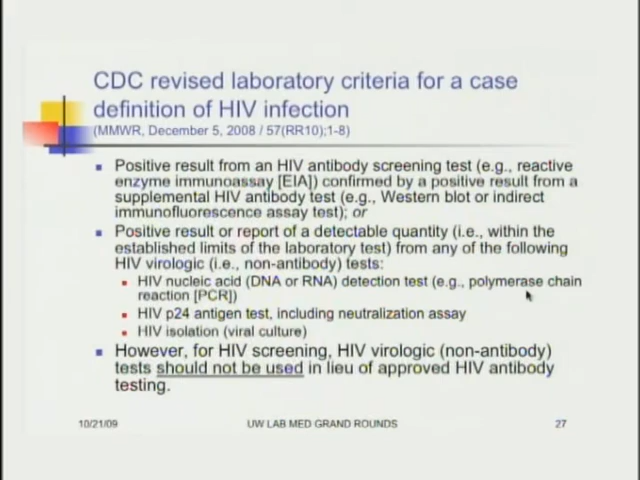 CDC revised laboratory criteria for a case
definition of HIV infection
(MMWR, December 5, 2008 / 57(RR10);1-8)
Positive result from an HIV antibody screening test (e.g., reactive
enzyme immunoassay [EIA]) confirmed by a positive result from a
supplemental HIV antibody test (e.g., Western blot or indirect
immunofluorescence assay test); or
Positive result or report of a detectable quantity (i.e., within the
established limits of the laboratory test) from any of the following
HIV virologic (i.e., non-antibody) tests:
HIV nucleic acid (DNA or RNA) detection test (e.g., polymerase chain
reaction [PCR])
HIV p24 antigen test, including neutralization assay
HIV isolation (viral culture)
However, for HIV screening, HIV virologic (non-antibody)
tests should not be used in lieu of approved HIV antibody
testing.
10/21/09 UW LAB MED GRAND ROUNDS 27